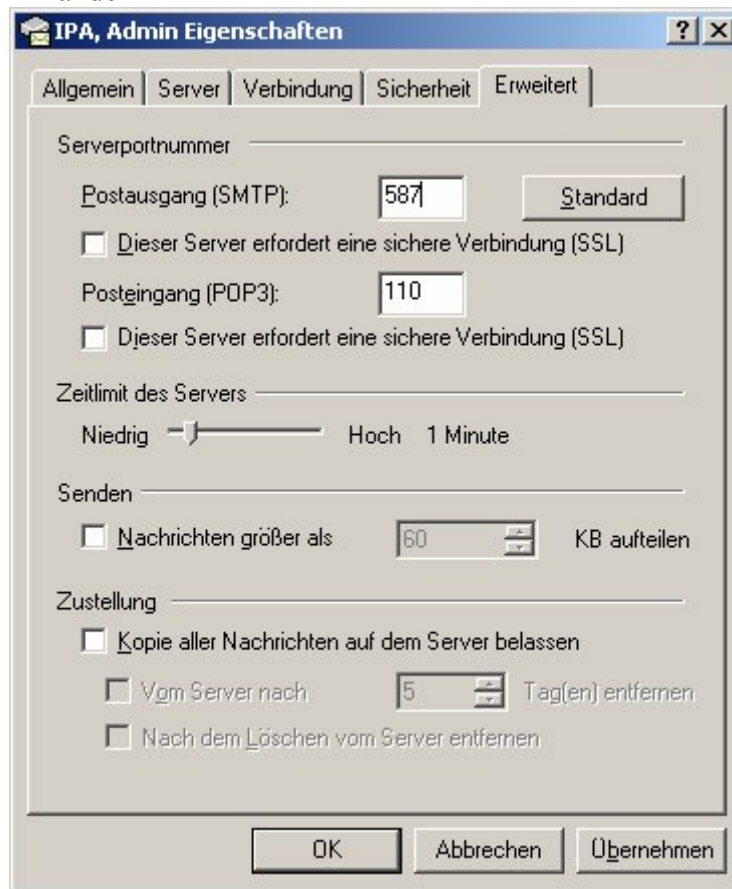 IPA, Admin Eigenschaften
Allgemein Server Verbindung Sicherheit Erweitert
Serverportnummer
Postausgang (SMTP): 587 Standard
Dieser Server erfordert eine sichere Verbindung (SSL)
Posteingang (POP3): 110
Dieser Server erfordert eine sichere Verbindung (SSL)
Zeitlimit des Servers
Niedrig Hoch 1 Minute
Senden
Nachrichten größer als 60 KB aufteilen
Zustellung
Kopie aller Nachrichten auf dem Server belassen
Vom Server nach 5 Tag(en) entfernen
Nach dem Löschen vom Server entfernen
OK Abbrechen Übernehmen